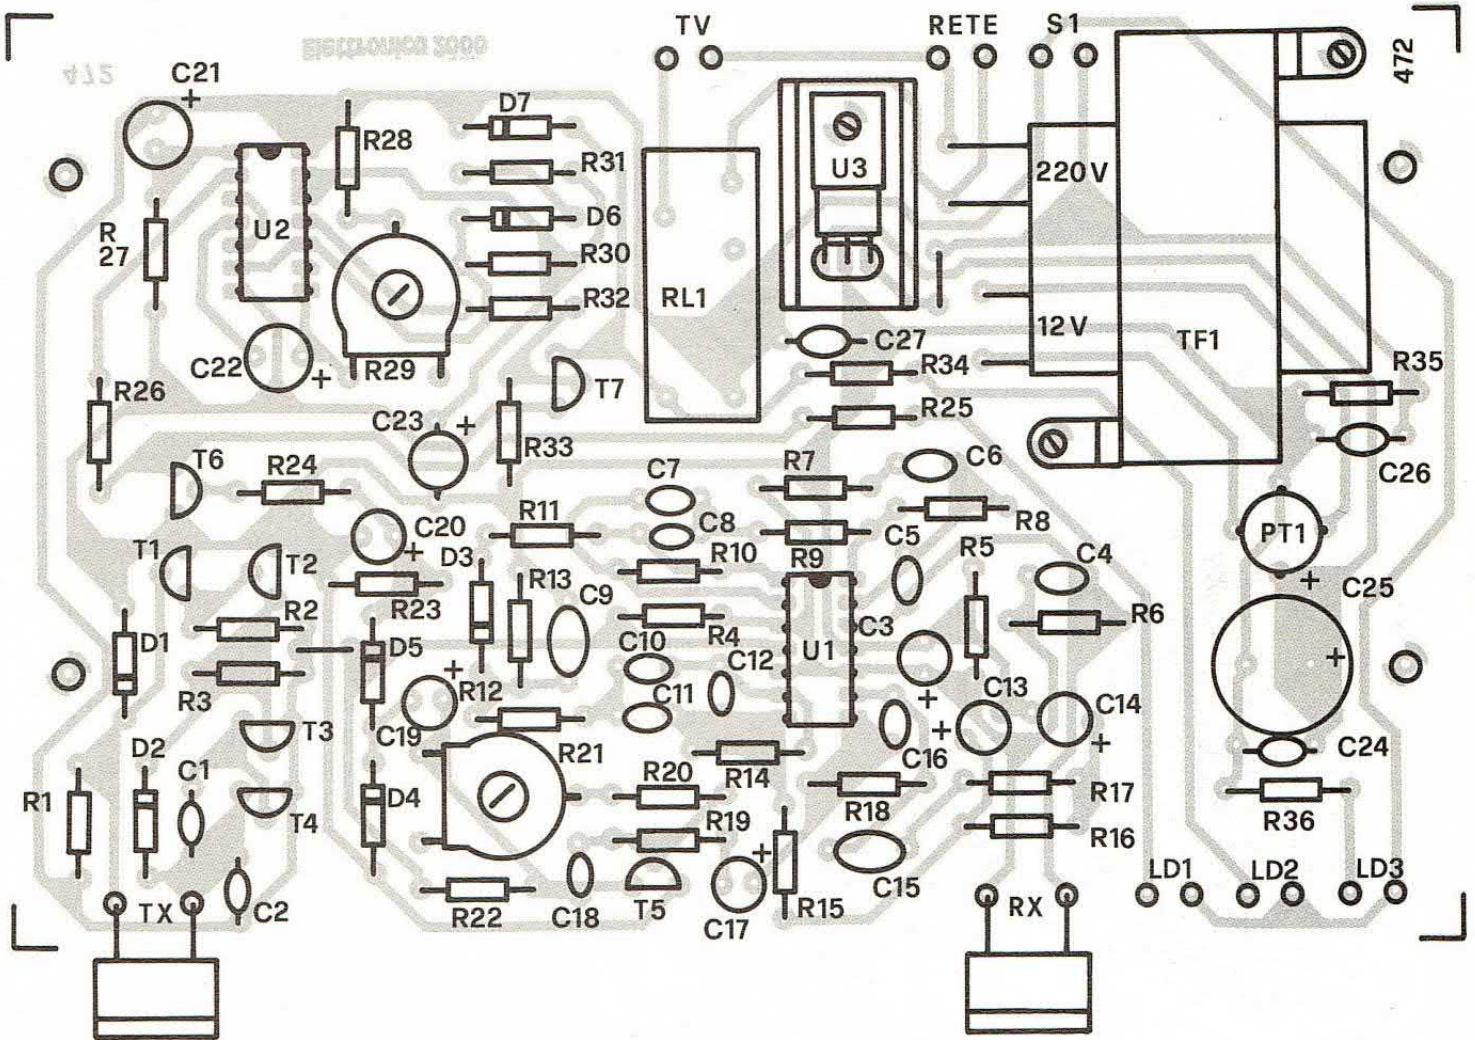 TV
RETE
S1
Elettronica 2000
472
472
C21
+
D7
R28
R31
U3
220V
U2
D6
R
27
R30
RL1
R32
12V
TF1
C27
C22
+
R29
R34
R35
R26
T7
R25
C23
+
R33
C26
T6
R24
C7
R7
C6
R11
C8
R8
PT1
C20
+
D3
C5
T1
T2
R10
R9
R5
C4
+
C25
R13
C9
R23
R2
R4
C3
R6
D1
D5
C10
U1
+
C12
R3
+
R12
C11
+
C13
C14
+
+
T3
C19
D2
R21
C16
C24
C1
R14
R20
R17
R1
D4
R18
T4
R19
R16
R36
+
C15
LD1
LD2
LD3
TX
C2
R22
C18
T5
C17
R15
RX